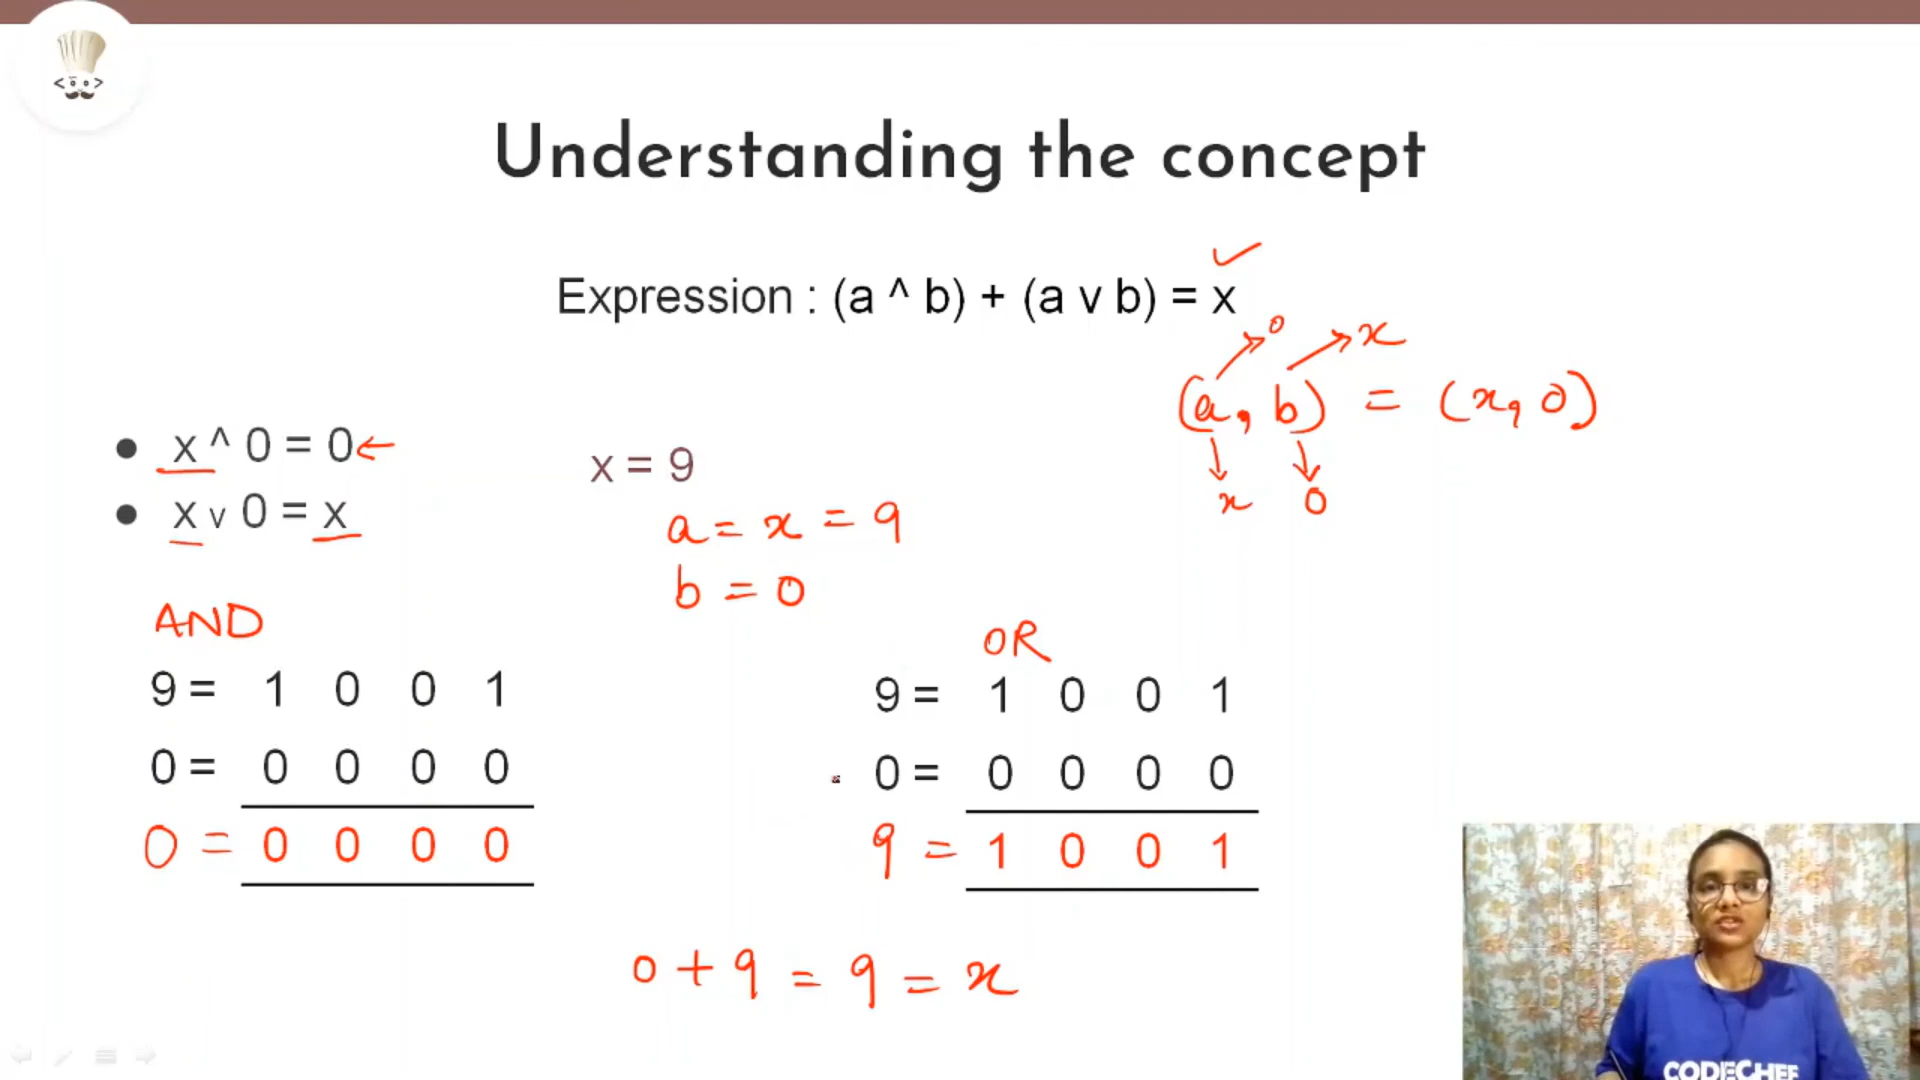 Understanding the concept
Expression : (a ^ b) + (a v b) = x
0 x
(a, b) = (x, 0)
x 0
• x ^ 0 = 0 ←
• x v 0 = x
x = 9
a = x = 9
b = 0
AND
9 = 1 0 0 1
0 = 0 0 0 0
0 = 0 0 0 0
OR
9 = 1 0 0 1
0 = 0 0 0 0
9 = 1 0 0 1
0 + 9 = 9 = x
CODECHEF